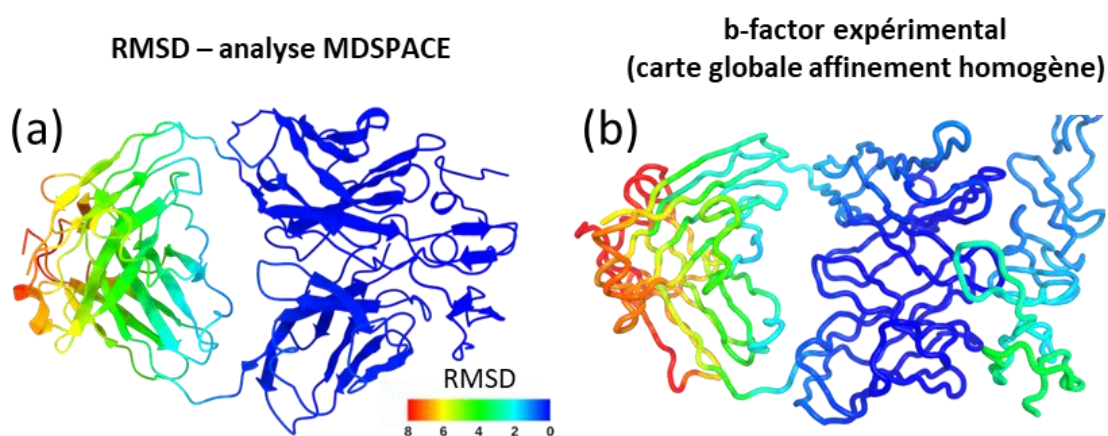 RMSD – analyse MDSPACE
b-factor expérimental
(carte globale affinement homogène)
(a)
(b)
RMSD
8 6 4 2 0